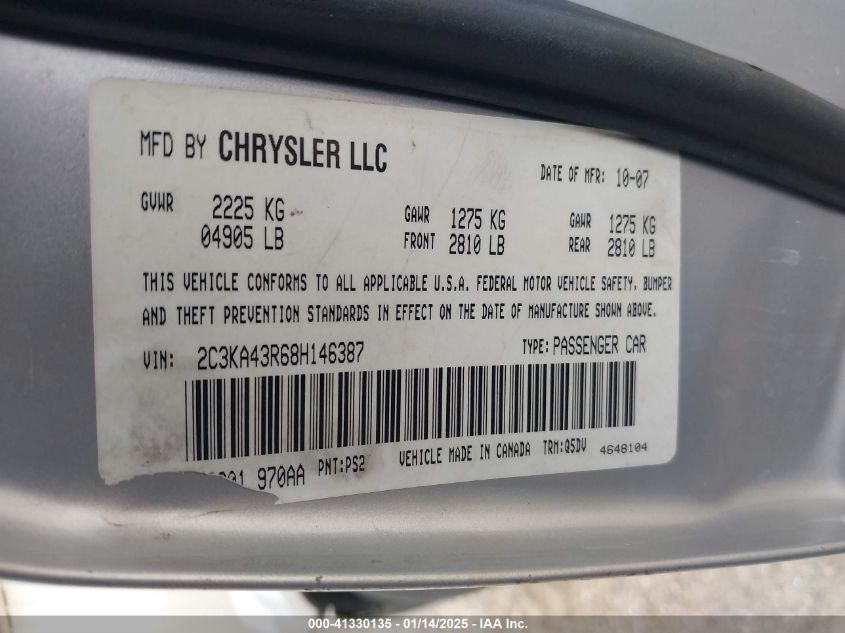 MFD BY CHRYSLER LLC
DATE OF MFR: 10-07
GVWR 2225 KG
04905 LB
GAWR FRONT 1275 KG
2810 LB
GAWR REAR 1275 KG
2810 LB
THIS VEHICLE CONFORMS TO ALL APPLICABLE U.S.A. FEDERAL MOTOR VEHICLE SAFETY, BUMPER
AND THEFT PREVENTION STANDARDS IN EFFECT ON THE DATE OF MANUFACTURE SHOWN ABOVE.
VIN: 2C3KA43R68H146387 TYPE: PASSENGER CAR
970AA PNT:PS2 VEHICLE MADE IN CANADA TRM:Q5DV 4648104
000-41330135 - 01/14/2025 - IAA Inc.